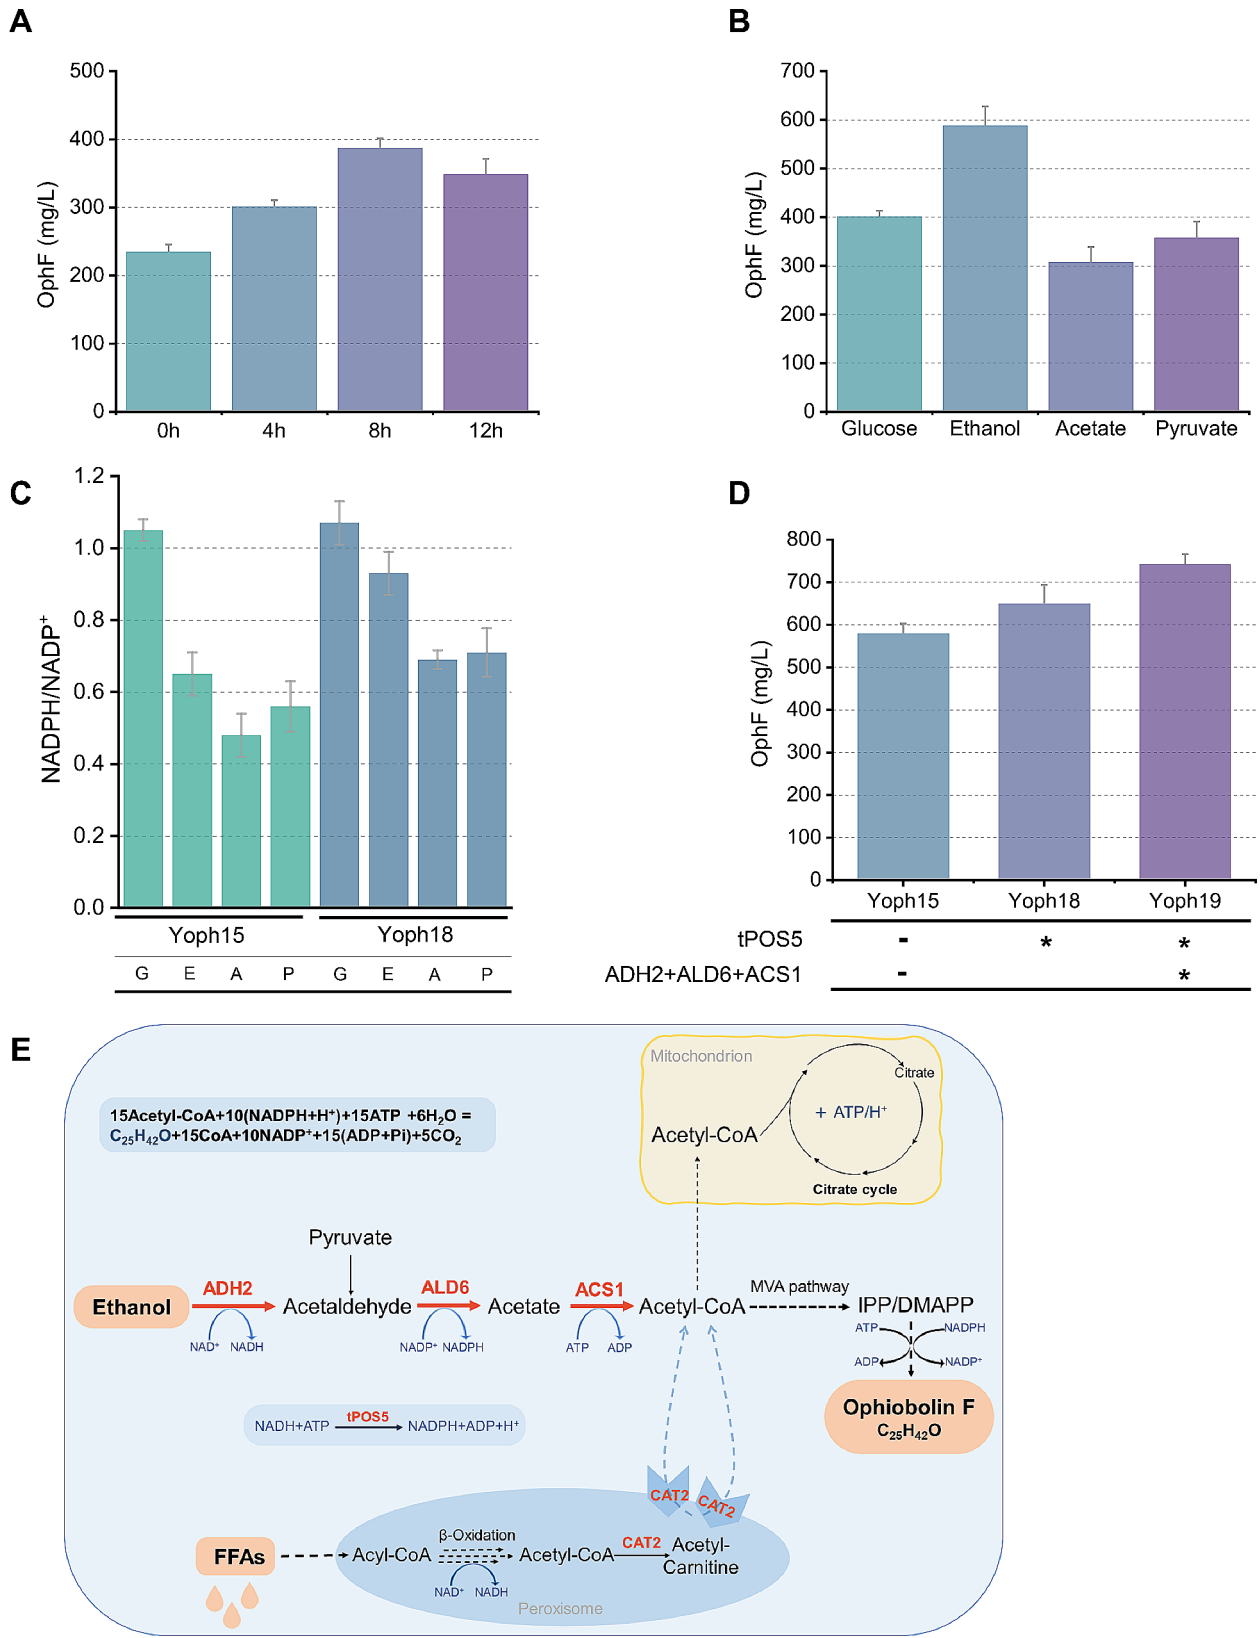 A
500
400
300
200
100
0
OphF (mg/L)
0h 4h 8h 12h
B
700
600
500
400
300
200
100
0
OphF (mg/L)
Glucose Ethanol Acetate Pyruvate
C
1.2
1.0
0.8
0.6
0.4
0.2
0.0
NADPH/NADP⁺
Yoph15 Yoph18
G E A P G E A P
D
800
700
600
500
400
300
200
100
0
OphF (mg/L)
Yoph15 Yoph18 Yoph19
tPOS5 - * *
ADH2+ALD6+ACS1 - *
E
15Acetyl-CoA+10(NADPH+H⁺)+15ATP +6H₂O =
C₂₅H₄₂O+15CoA+10NADP⁺+15(ADP+Pi)+5CO₂
Mitochondrion
Citrate
+ ATP/H⁺
Acetyl-CoA
Citrate cycle
Pyruvate
Ethanol ADH2 Acetaldehyde ALD6 Acetate ACS1 Acetyl-CoA MVA pathway IPP/DMAPP
NAD⁺ NADH NADP⁺ NADPH ATP ADP
ATP NADPH
ADP NADP⁺
Ophiobolin F
C₂₅H₄₂O
NADH+ATP tPOS5 NADPH+ADP+H⁺
CAT2 CAT2
FFAs Acyl-CoA β-Oxidation Acetyl-CoA CAT2 Acetyl-
Carnitine
NAD⁺ NADH
Peroxisome